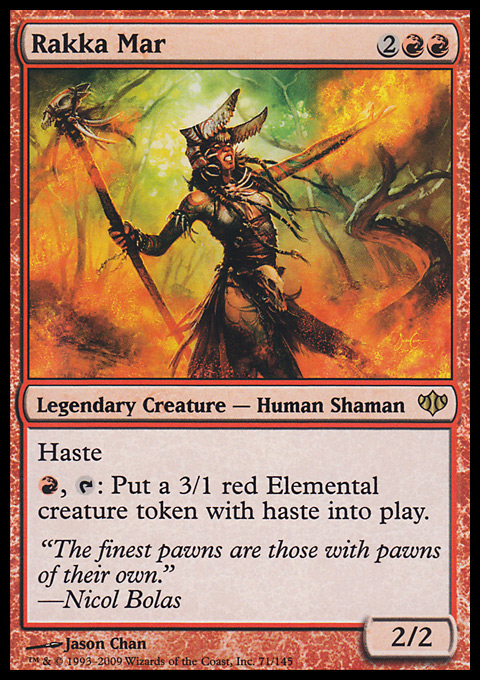 Rakka Mar 2
Legendary Creature — Human Shaman
Haste
, : Put a 3/1 red Elemental
creature token with haste into play.
“The finest pawns are those with pawns
of their own.”
—Nicol Bolas
Jason Chan
2/2
™ & © 1993–2009 Wizards of the Coast, Inc. 71/145